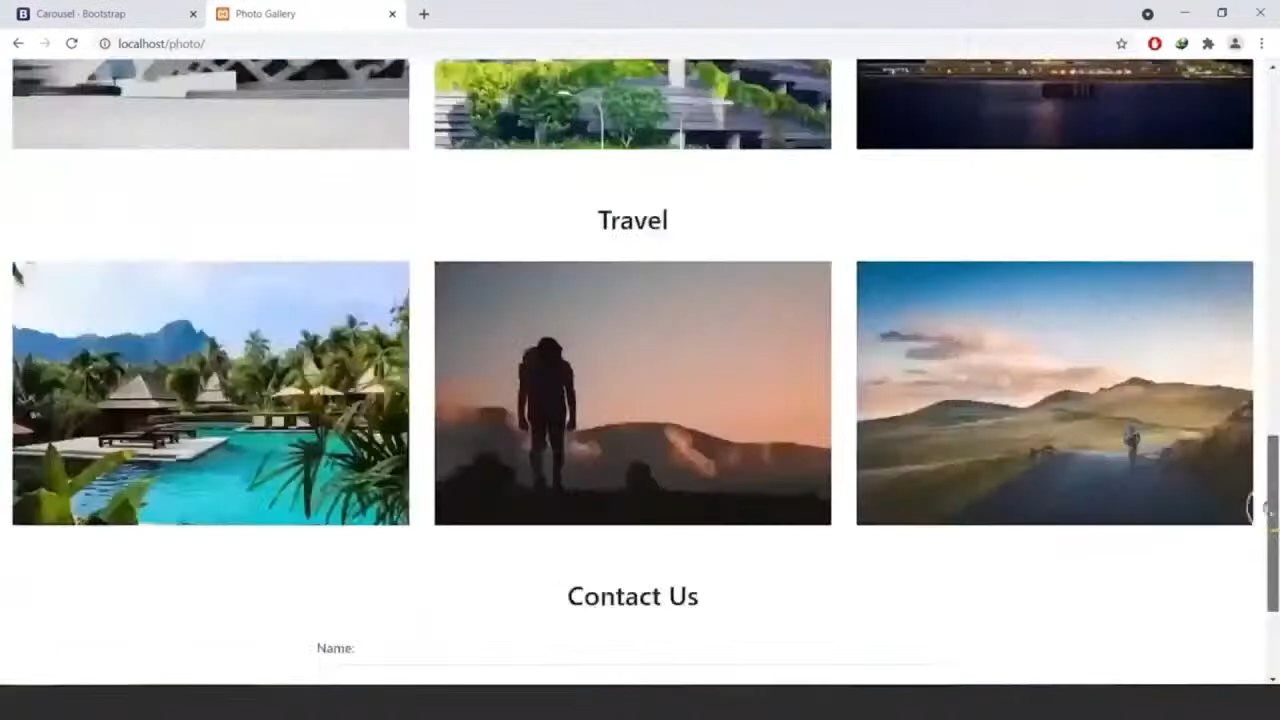 Carousel · Bootstrap
Photo Gallery
localhost/photo/
Travel
Contact Us
Name: